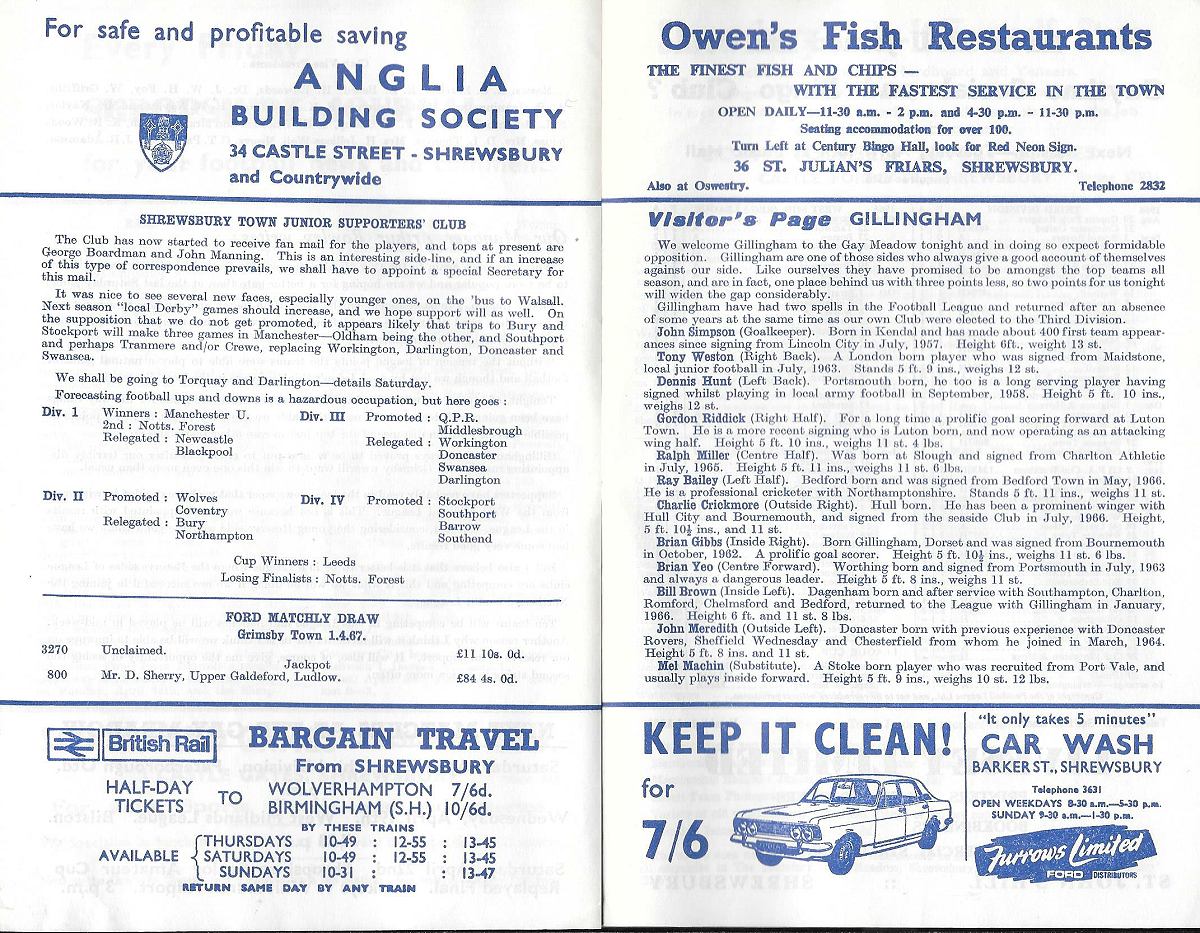 For safe and profitable saving
ANGLIA
BUILDING SOCIETY
34 CASTLE STREET - SHREWSBURY
and Countrywide
SHREWSBURY TOWN JUNIOR SUPPORTERS' CLUB
The Club has now started to receive fan mail for the players, and tops at present are
George Boardman and John Manning. This is an interesting side-line, and if an increase
of this type of correspondence prevails, we shall have to appoint a special Secretary for
this mail.
It was nice to see several new faces, especially younger ones, on the 'bus to Walsall.
Next season "local Derby" games should increase, and we hope support will as well. On
the supposition that we do not get promoted, it appears likely that trips to Bury and
Stockport will make three games in Manchester—Oldham being the other, and Southport
and perhaps Tranmere and/or Crewe, replacing Workington, Darlington, Doncaster and
Swansea.
We shall be going to Torquay and Darlington—details Saturday.
Forecasting football ups and downs is a hazardous occupation, but here goes :
Div. 1 Winners : Manchester U.
2nd : Notts. Forest
Relegated : Newcastle
Blackpool
Div. III Promoted : Q.P.R.
Middlesbrough
Relegated : Workington
Doncaster
Swansea
Darlington
Div. II Promoted : Wolves
Coventry
Relegated : Bury
Northampton
Div. IV Promoted : Stockport
Southport
Barrow
Southend
Cup Winners : Leeds
Losing Finalists : Notts. Forest
FORD MATCHLY DRAW
Grimsby Town 1.4.67.
3270 Unclaimed. £11 10s. 0d.
Jackpot
800 Mr. D. Sherry, Upper Galdeford, Ludlow. £84 4s. 0d.
British Rail BARGAIN TRAVEL
From SHREWSBURY
HALF-DAY TICKETS TO WOLVERHAMPTON 7/6d.
BIRMINGHAM (S.H.) 10/6d.
BY THESE TRAINS
AVAILABLE THURSDAYS 10-49 : 12-55 : 13-45
SATURDAYS 10-49 : 12-55 : 13-45
SUNDAYS 10-31 : : 13-47
RETURN SAME DAY BY ANY TRAIN
Owen's Fish Restaurants
THE FINEST FISH AND CHIPS —
WITH THE FASTEST SERVICE IN THE TOWN
OPEN DAILY—11-30 a.m. - 2 p.m. and 4-30 p.m. - 11-30 p.m.
Seating accommodation for over 100.
Turn Left at Century Bingo Hall, look for Red Neon Sign.
36 ST. JULIAN'S FRIARS, SHREWSBURY.
Also at Oswestry. Telephone 2832
Visitor's Page GILLINGHAM
We welcome Gillingham to the Gay Meadow tonight and in doing so expect formidable
opposition. Gillingham are one of those sides who always give a good account of themselves
against our side. Like ourselves they have promised to be amongst the top teams all
season, and are in fact, one place behind us with three points less, so two points for us tonight
will widen the gap considerably.
Gillingham have had two spells in the Football League and returned after an absence
of some years at the same time as our own Club were elected to the Third Division.
John Simpson (Goalkeeper). Born in Kendal and has made about 400 first team appear-
ances since signing from Lincoln City in July, 1957. Height 6ft., weight 13 st.
Tony Weston (Right Back). A London born player who was signed from Maidstone,
local junior football in July, 1963. Stands 5 ft. 9 ins., weighs 12 st.
Dennis Hunt (Left Back). Portsmouth born, he too is a long serving player having
signed whilst playing in local army football in September, 1958. Height 5 ft. 10 ins.,
weighs 12 st.
Gordon Riddick (Right Half). For a long time a prolific goal scoring forward at Luton
Town. He is a more recent signing who is Luton born, and now operating as an attacking
wing half. Height 5 ft. 10 ins., weighs 11 st. 4 lbs.
Ralph Miller (Centre Half). Was born at Slough and signed from Charlton Athletic
in July, 1965. Height 5 ft. 11 ins., weighs 11 st. 6 lbs.
Ray Bailey (Left Half). Bedford born and was signed from Bedford Town in May, 1966.
He is a professional cricketer with Northamptonshire. Stands 5 ft. 11 ins., weighs 11 st.
Charlie Crickmore (Outside Right). Hull born. He has been a prominent winger with
Hull City and Bournemouth, and signed from the seaside Club in July, 1966. Height,
5 ft. 10½ ins., and 11 st.
Brian Gibbs (Inside Right). Born Gillingham, Dorset and was signed from Bournemouth
in October, 1962. A prolific goal scorer. Height 5 ft. 10½ ins., weighs 11 st. 6 lbs.
Brian Yeo (Centre Forward). Worthing born and signed from Portsmouth in July, 1963
and always a dangerous leader. Height 5 ft. 8 ins., weighs 11 st.
Bill Brown (Inside Left). Dagenham born and after service with Southampton, Charlton,
Romford, Chelmsford and Bedford, returned to the League with Gillingham in January,
1966. Height 6 ft. and 11 st. 8 lbs.
John Meredith (Outside Left). Doncaster born with previous experience with Doncaster
Rovers, Sheffield Wednesday and Chesterfield from whom he joined in March, 1964.
Height 5 ft. 8 ins. and 11 st.
Mel Machin (Substitute). A Stoke born player who was recruited from Port Vale, and
usually plays inside forward. Height 5 ft. 9 ins., weighs 10 st. 12 lbs.
KEEP IT CLEAN!
for
7/6
"It only takes 5 minutes"
CAR WASH
BARKER ST., SHREWSBURY
Telephone 3631
OPEN WEEKDAYS 8-30 a.m.—5-30 p.m.
SUNDAY 9-30 a.m.—1-30 p.m.
Furrows Limited
FORD DISTRIBUTORS